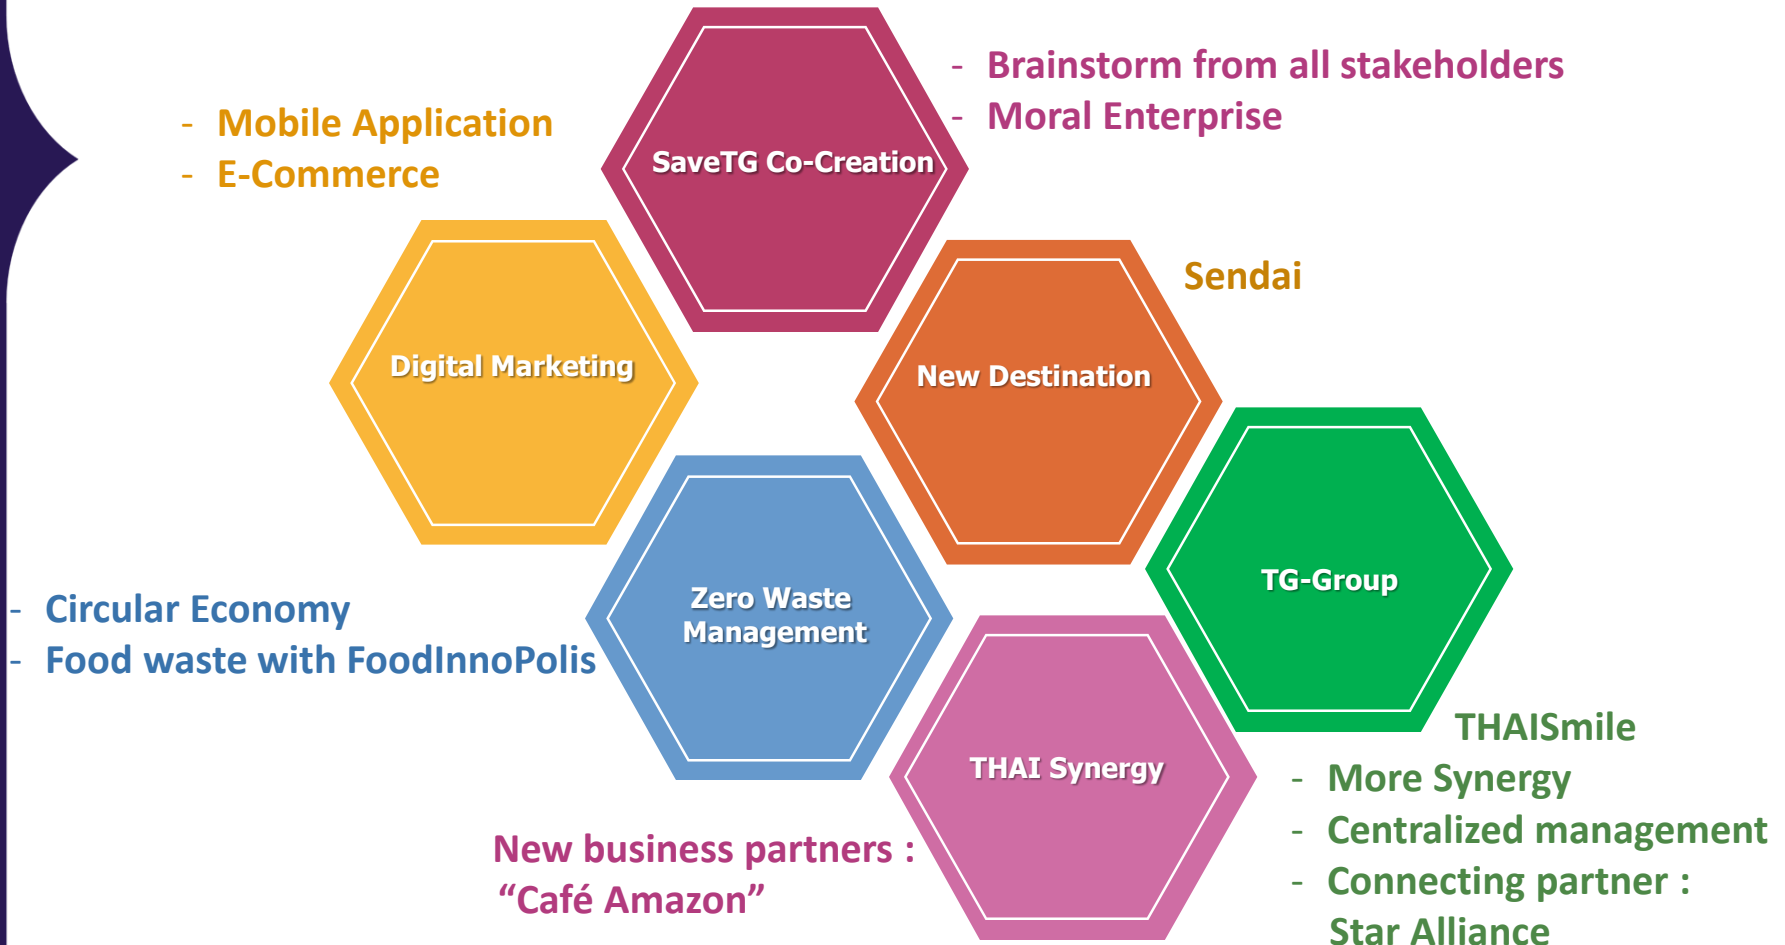 - Brainstorm from all stakeholders
- Moral Enterprise
- Mobile Application
- E-Commerce
SaveTG Co-Creation
Sendai
Digital Marketing
New Destination
TG-Group
Zero Waste
Management
- Circular Economy
- Food waste with FoodInnoPolis
THAI Synergy
THAISmile
- More Synergy
- Centralized management
- Connecting partner :
Star Alliance
New business partners :
“Café Amazon”